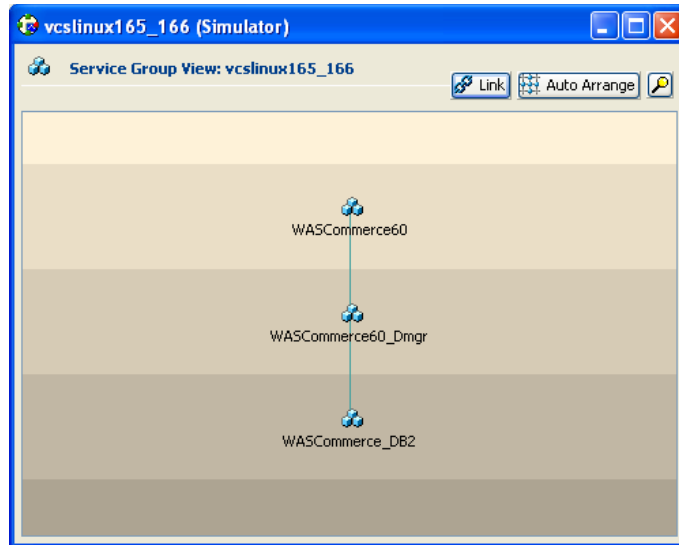 vcslinux165_166 (Simulator)
Service Group View: vcslinux165_166
Link Auto Arrange
WASCommerce60
WASCommerce60_Dmgr
WASCommerce_DB2